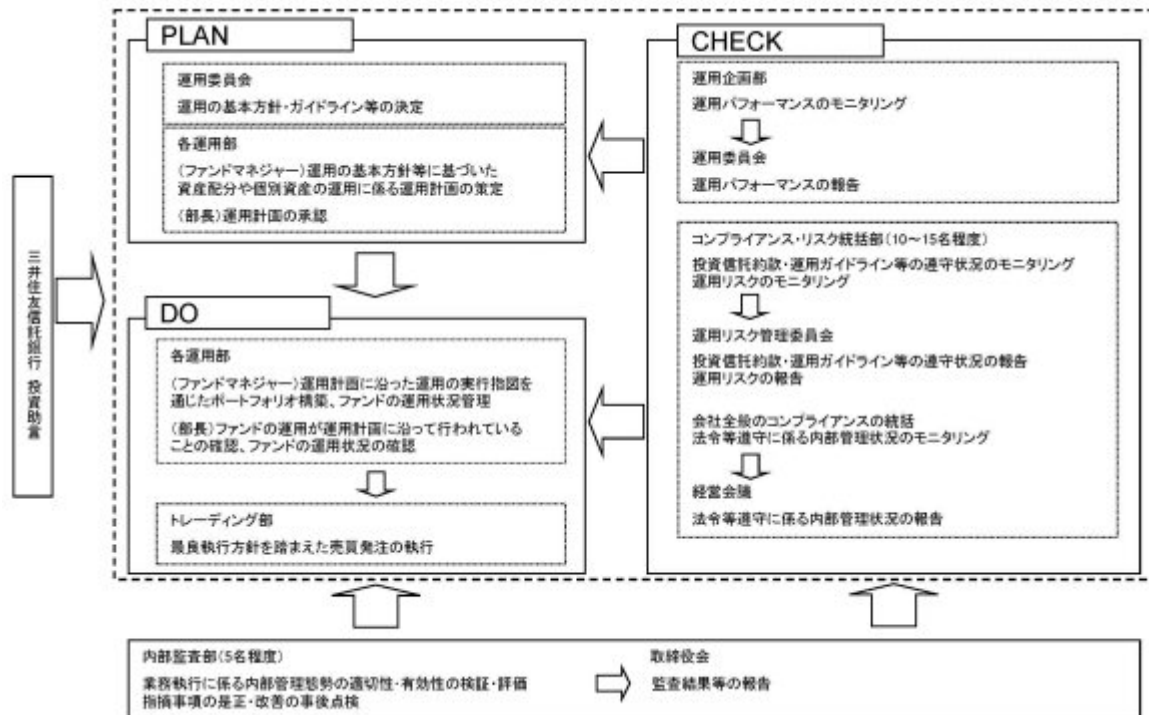 PLAN
運用委員会
運用の基本方針・ガイドライン等の決定
各運用部
(ファンドマネジャー)運用の基本方針等に基づいた
資産配分や個別資産の運用に係る運用計画の策定
(部長)運用計画の承認
三井住友信託銀行 投資助言
DO
各運用部
(ファンドマネジャー)運用計画に沿った運用の実行指図を
通じたポートフォリオ構築、ファンドの運用状況管理
(部長)ファンドの運用が運用計画に沿って行われている
ことの確認、ファンドの運用状況の確認
トレーディング部
最良執行方針を踏まえた売買発注の執行
CHECK
運用企画部
運用パフォーマンスのモニタリング
運用委員会
運用パフォーマンスの報告
コンプライアンス・リスク統括部(10~15名程度)
投資信託約款・運用ガイドライン等の遵守状況のモニタリング
運用リスクのモニタリング
運用リスク管理委員会
投資信託約款・運用ガイドライン等の遵守状況の報告
運用リスクの報告
会社全般のコンプライアンスの統括
法令等遵守に係る内部管理状況のモニタリング
経営会議
法令等遵守に係る内部管理状況の報告
内部監査部(5名程度)
業務執行に係る内部管理態勢の適切性・有効性の検証・評価
指摘事項の是正・改善の事後点検
取締役会
監査結果等の報告